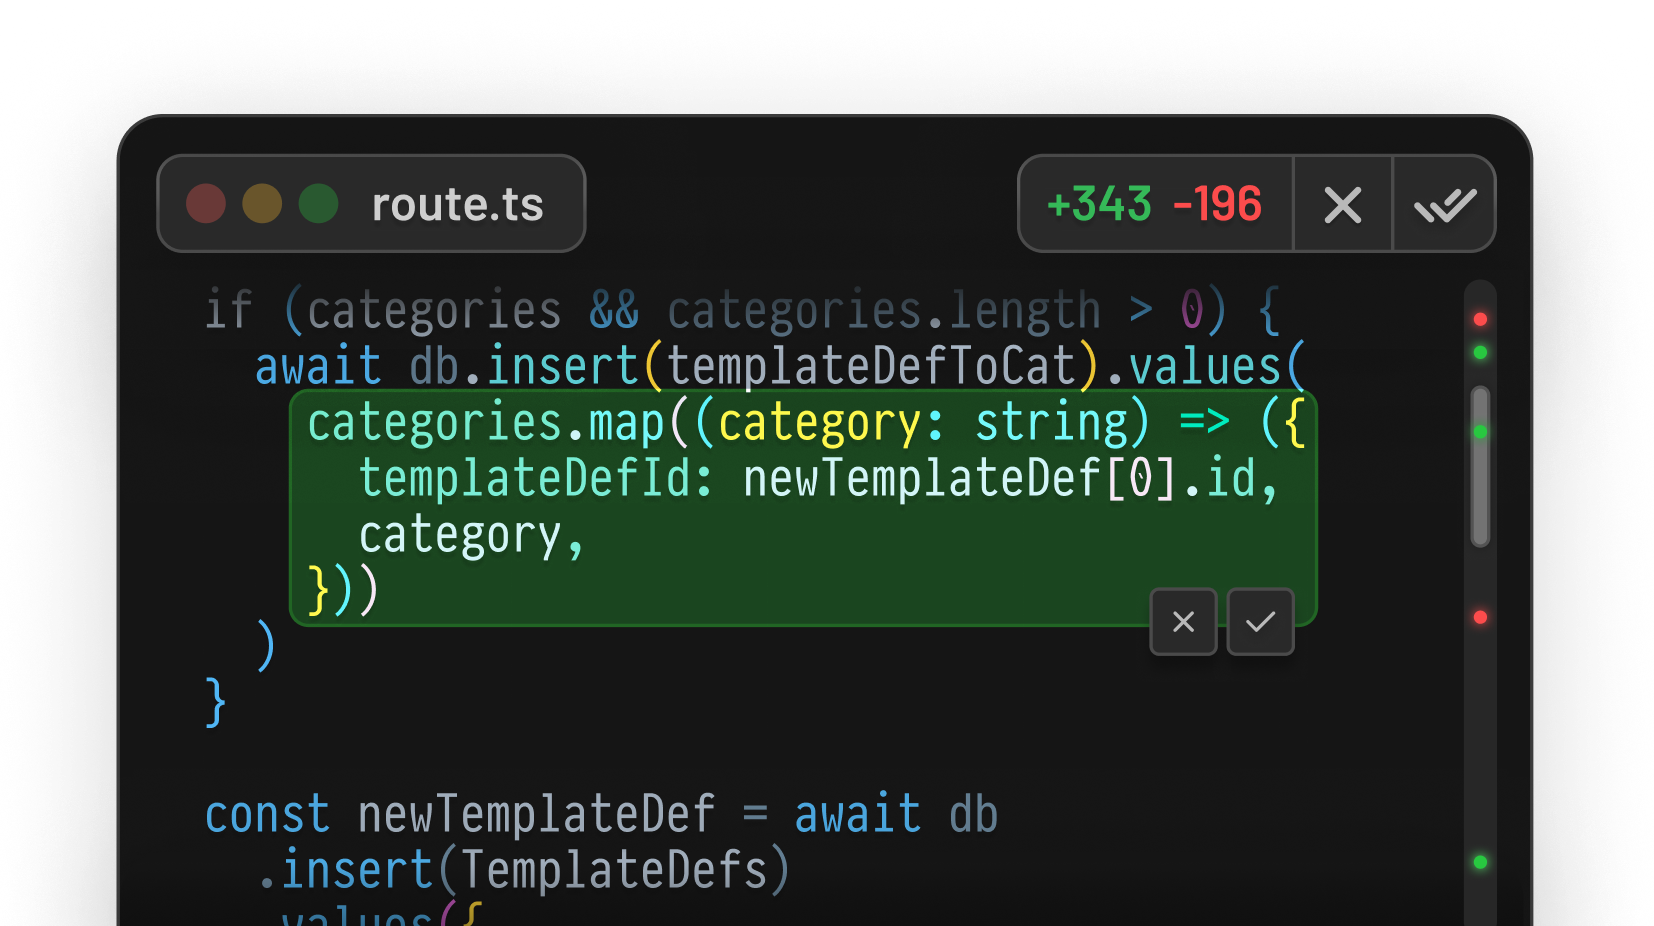 route.ts
+343 -196
if (categories && categories.length > 0) {
await db.insert(templateDefToCat).values(
categories.map((category: string) => ({
templateDefId: newTemplateDef[0].id,
category,
}))
)
}
const newTemplateDef = await db
.insert(TemplateDefs)
values({